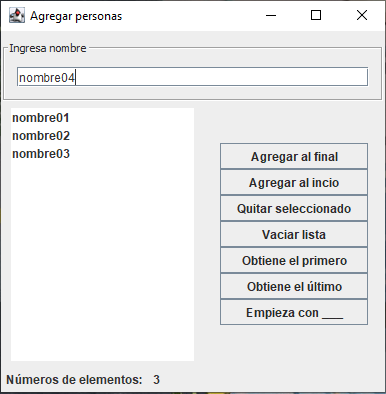 Agregar personas
Ingresa nombre
nombre04
nombre01
nombre02
nombre03
Agregar al final
Agregar al incio
Quitar seleccionado
Vaciar lista
Obtiene el primero
Obtiene el último
Empieza con ___
Números de elementos: 3